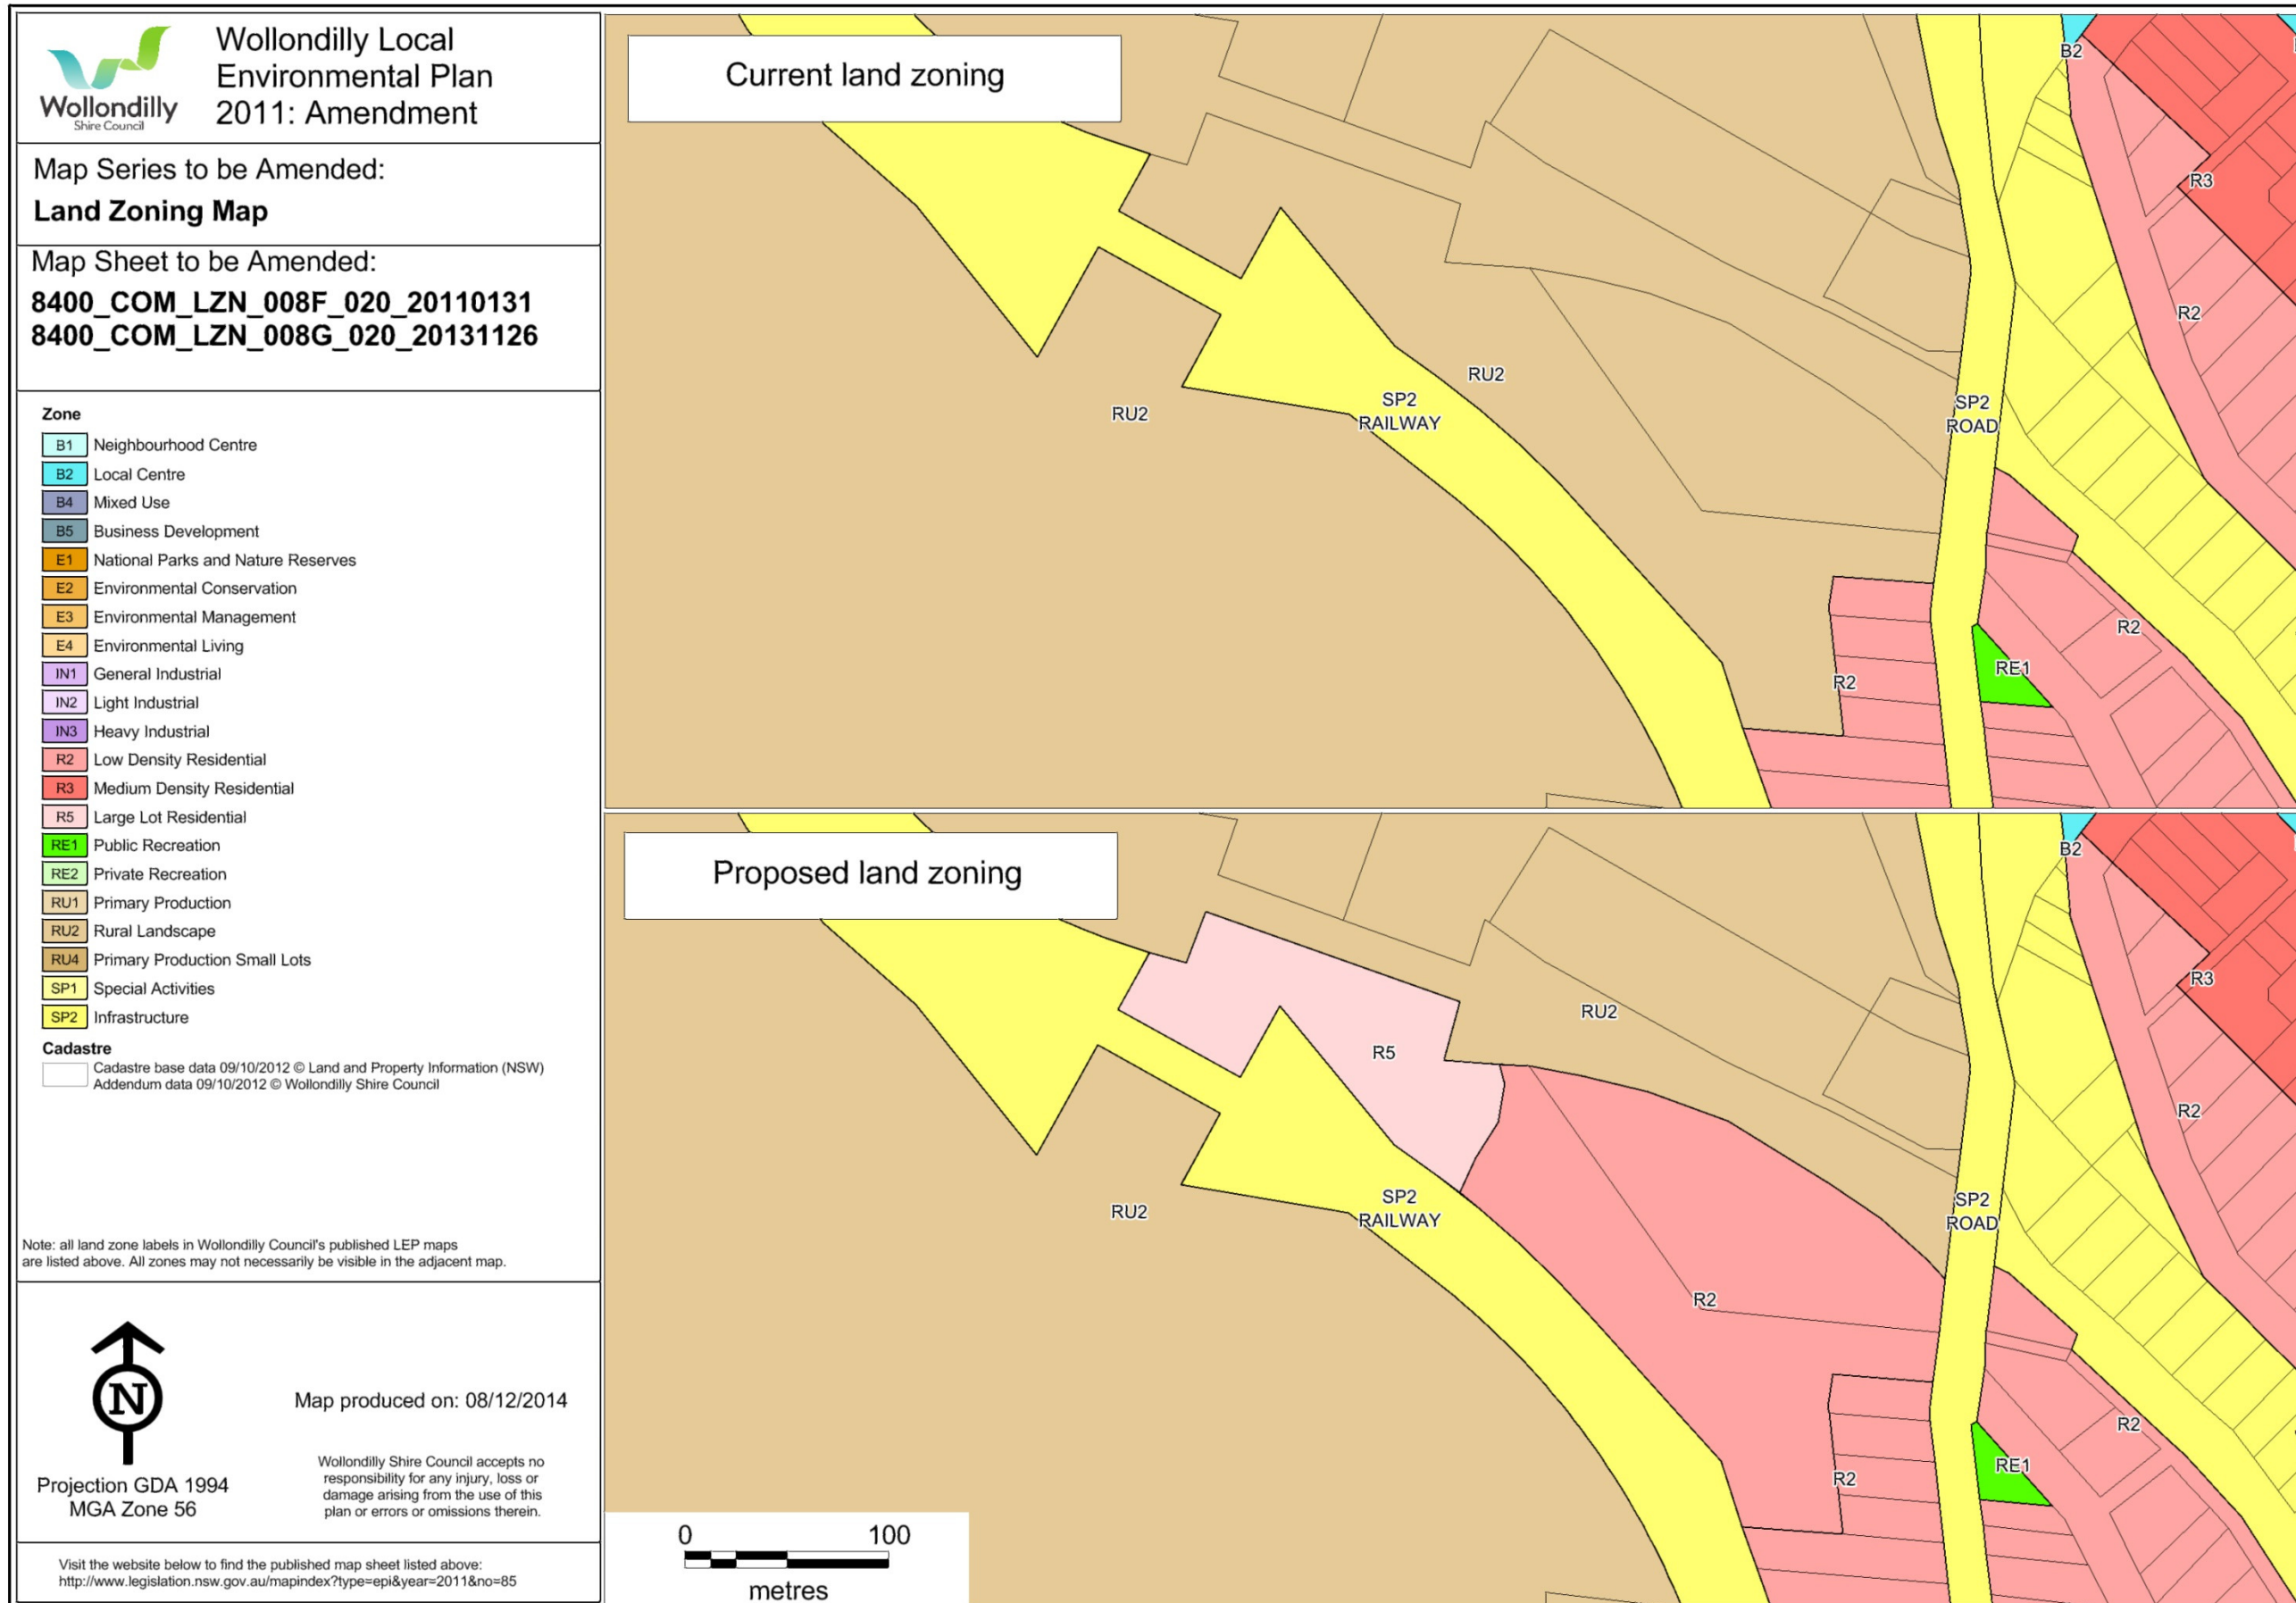 Wollondilly
Shire Council
Wollondilly Local
Environmental Plan
2011: Amendment
Map Series to be Amended:
Land Zoning Map
Map Sheet to be Amended:
8400_COM_LZN_008F_020_20110131
8400_COM_LZN_008G_020_20131126
Zone
B1 Neighbourhood Centre
B2 Local Centre
B4 Mixed Use
B5 Business Development
E1 National Parks and Nature Reserves
E2 Environmental Conservation
E3 Environmental Management
E4 Environmental Living
IN1 General Industrial
IN2 Light Industrial
IN3 Heavy Industrial
R2 Low Density Residential
R3 Medium Density Residential
R5 Large Lot Residential
RE1 Public Recreation
RE2 Private Recreation
RU1 Primary Production
RU2 Rural Landscape
RU4 Primary Production Small Lots
SP1 Special Activities
SP2 Infrastructure
Cadastre
Cadastre base data 09/10/2012 © Land and Property Information (NSW)
Addendum data 09/10/2012 © Wollondilly Shire Council
Note: all land zone labels in Wollondilly Council's published LEP maps
are listed above. All zones may not necessarily be visible in the adjacent map.
N
Projection GDA 1994
MGA Zone 56
Map produced on: 08/12/2014
Wollondilly Shire Council accepts no
responsibility for any injury, loss or
damage arising from the use of this
plan or errors or omissions therein.
Visit the website below to find the published map sheet listed above:
http://www.legislation.nsw.gov.au/mapindex?type=epi&year=2011&no=85
Current land zoning
B2
R3
R2
RU2
RU2
SP2
RAILWAY
SP2
ROAD
R2
RE1
R2
Proposed land zoning
B2
R3
RU2
R5
R2
RU2
SP2
RAILWAY
SP2
ROAD
R2
R2
RE1
R2
0 100
metres